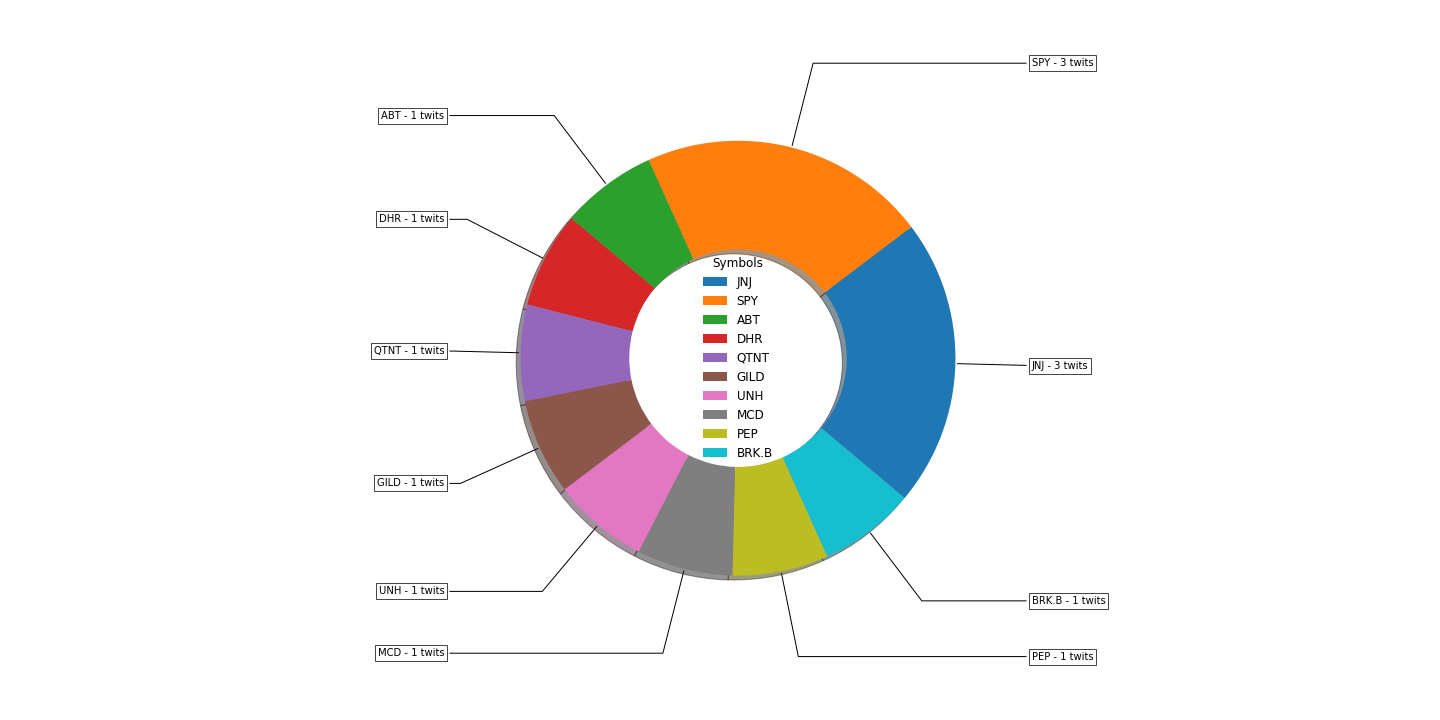 SPY - 3 twits
ABT - 1 twits
DHR - 1 twits
QTNT - 1 twits
JNJ - 3 twits
GILD - 1 twits
UNH - 1 twits
BRK.B - 1 twits
MCD - 1 twits
PEP - 1 twits
Symbols
JNJ
SPY
ABT
DHR
QTNT
GILD
UNH
MCD
PEP
BRK.B